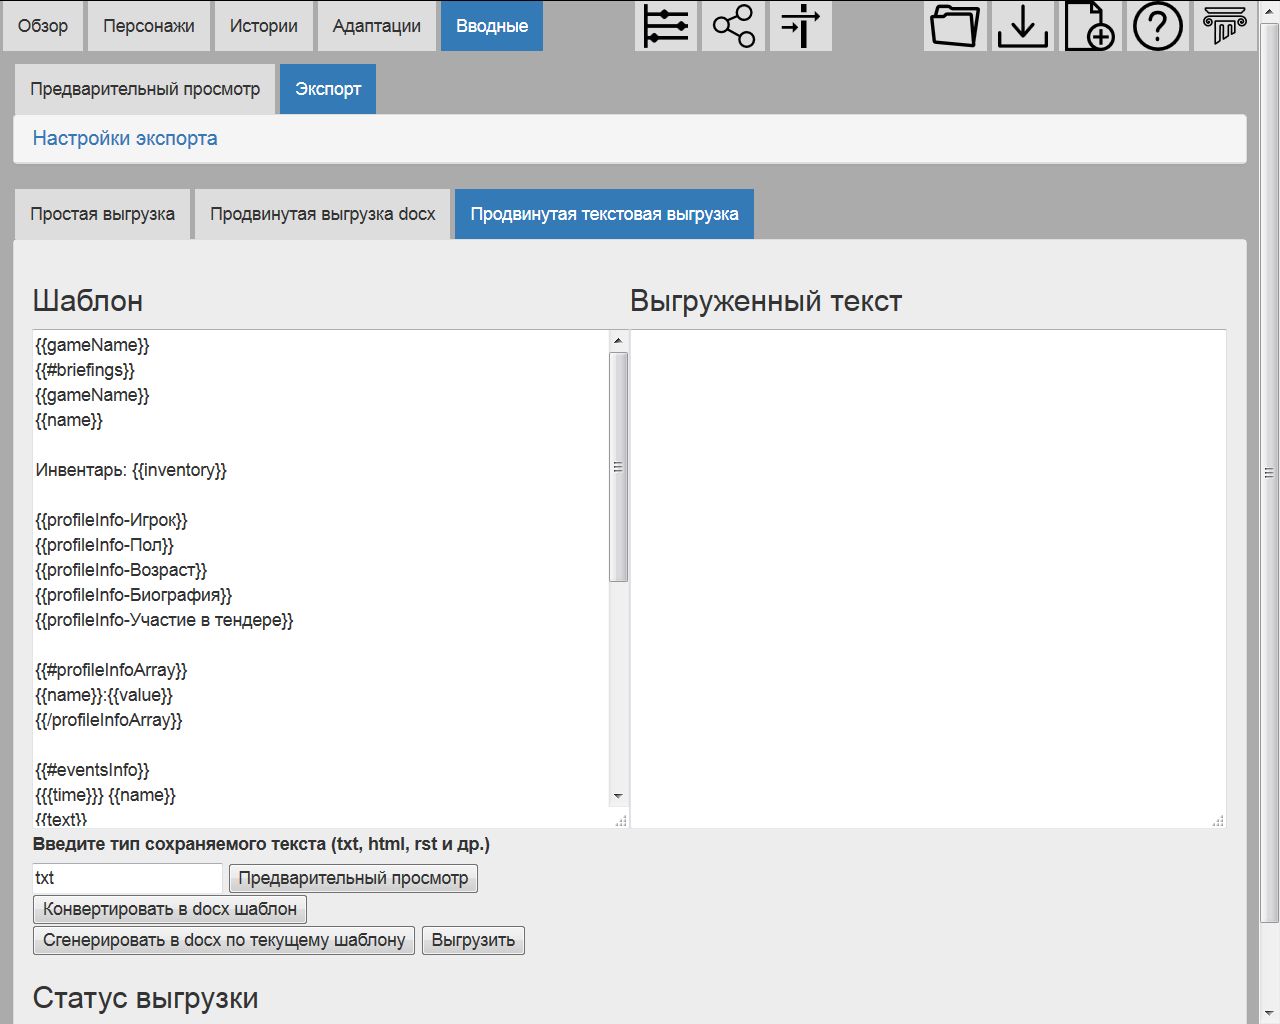 Обзор Персонажи Истории Адаптации Вводные
Предварительный просмотр Экспорт
Настройки экспорта
Простая выгрузка Продвинутая выгрузка docx Продвинутая текстовая выгрузка
Шаблон
{{gameName}}
{{#briefings}}
{{gameName}}
{{name}}
Инвентарь: {{inventory}}
{{profileInfo-Игрок}}
{{profileInfo-Пол}}
{{profileInfo-Возраст}}
{{profileInfo-Биография}}
{{profileInfo-Участие в тендере}}
{{#profileInfoArray}}
{{name}}:{{value}}
{{/profileInfoArray}}
{{#eventsInfo}}
{{{time}}} {{name}}
{{text}}
Выгруженный текст
Введите тип сохраняемого текста (txt, html, rst и др.)
txt Предварительный просмотр
Конвертировать в docx шаблон
Сгенерировать в docx по текущему шаблону Выгрузить
Статус выгрузки